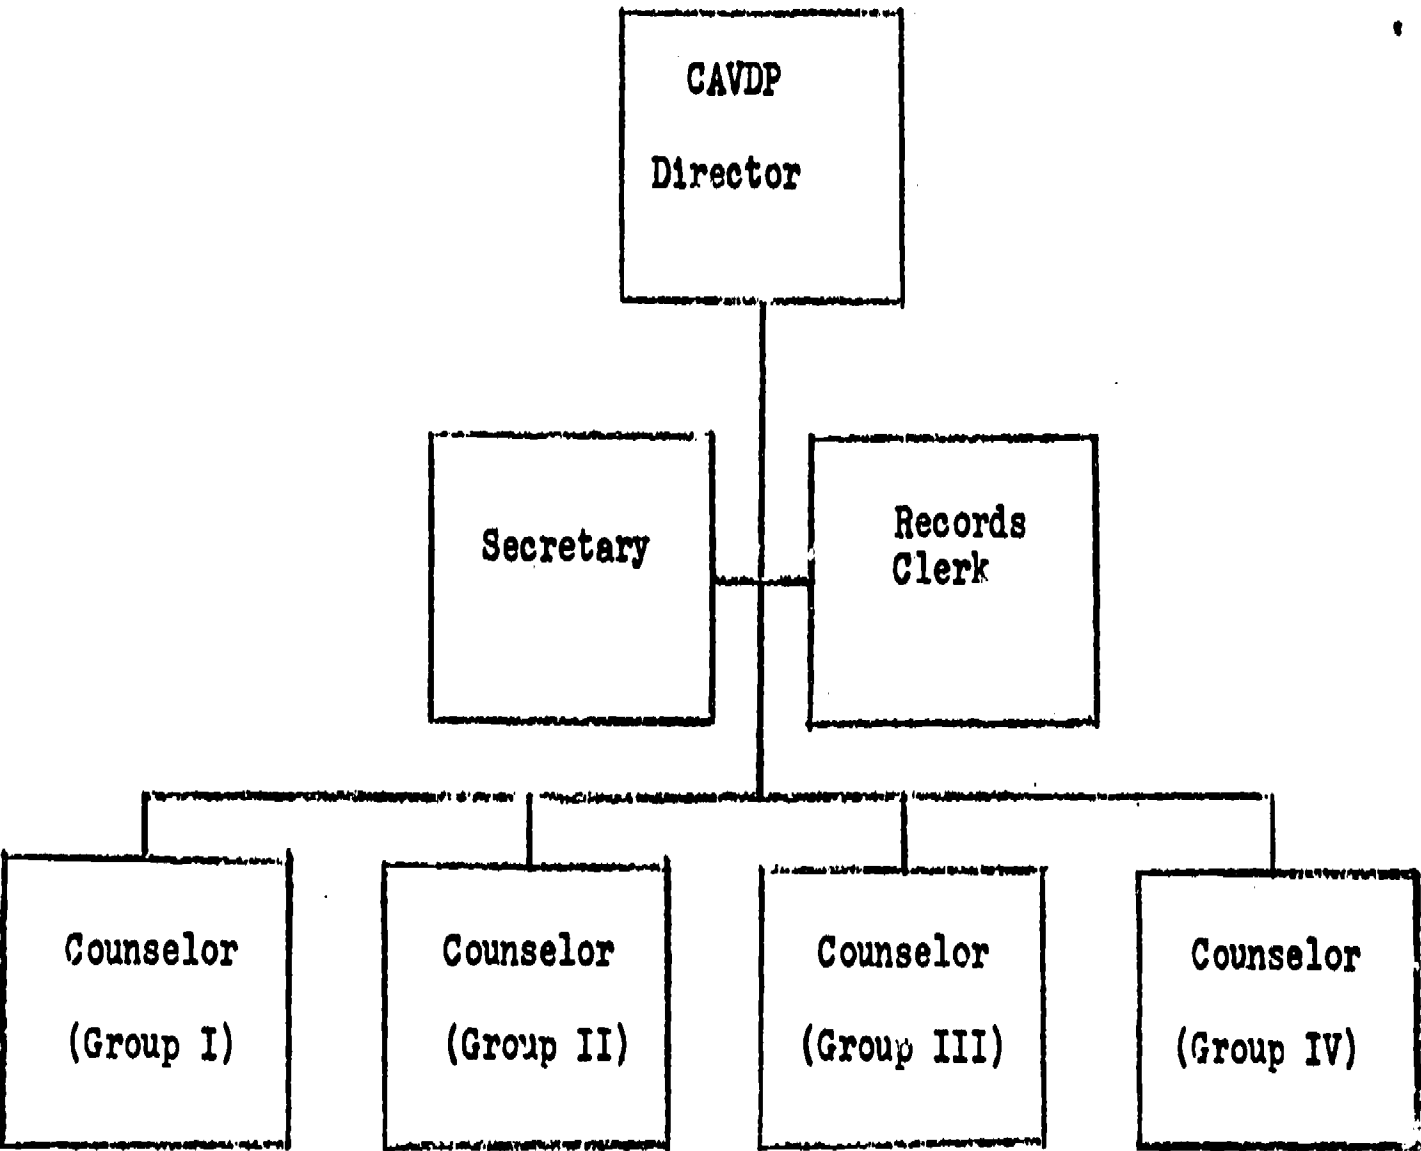 CAVDP
Director
Secretary
Records
Clerk
Counselor
(Group I)
Counselor
(Group II)
Counselor
(Group III)
Counselor
(Group IV)